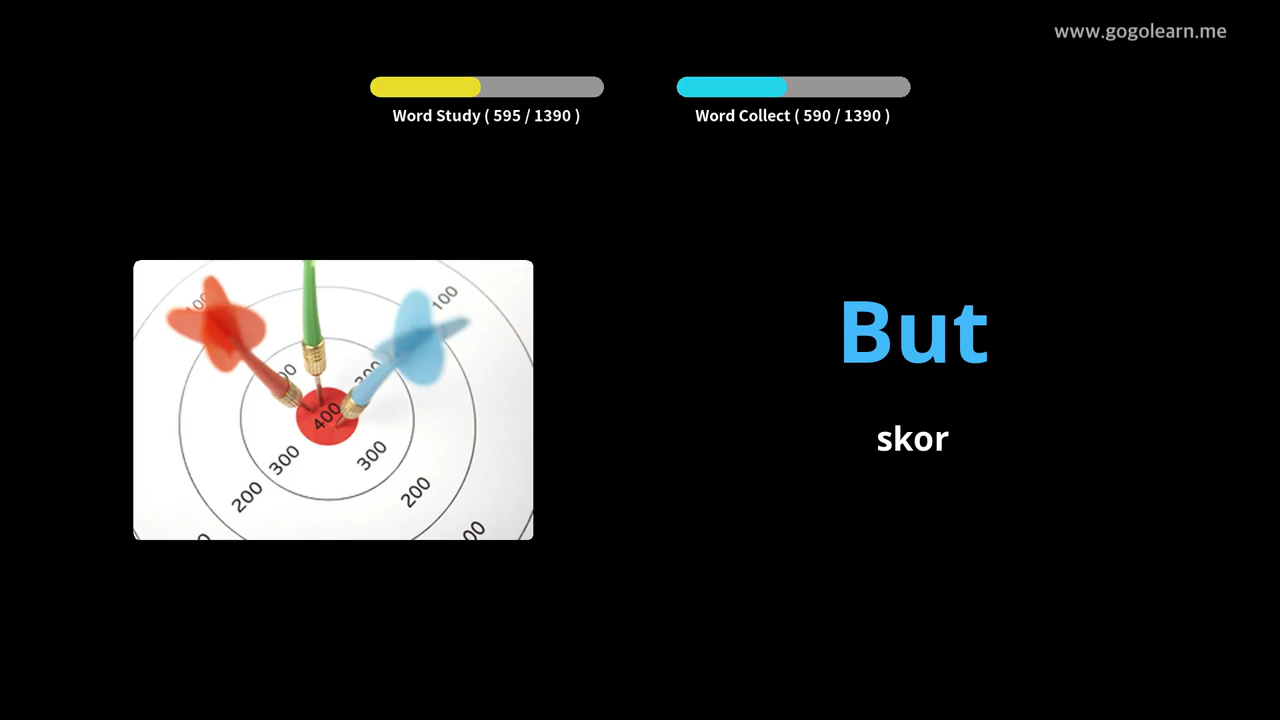 www.gogolearn.me
Word Study ( 595 / 1390 )
Word Collect ( 590 / 1390 )
But
skor
100
100
400
300
300
200
200